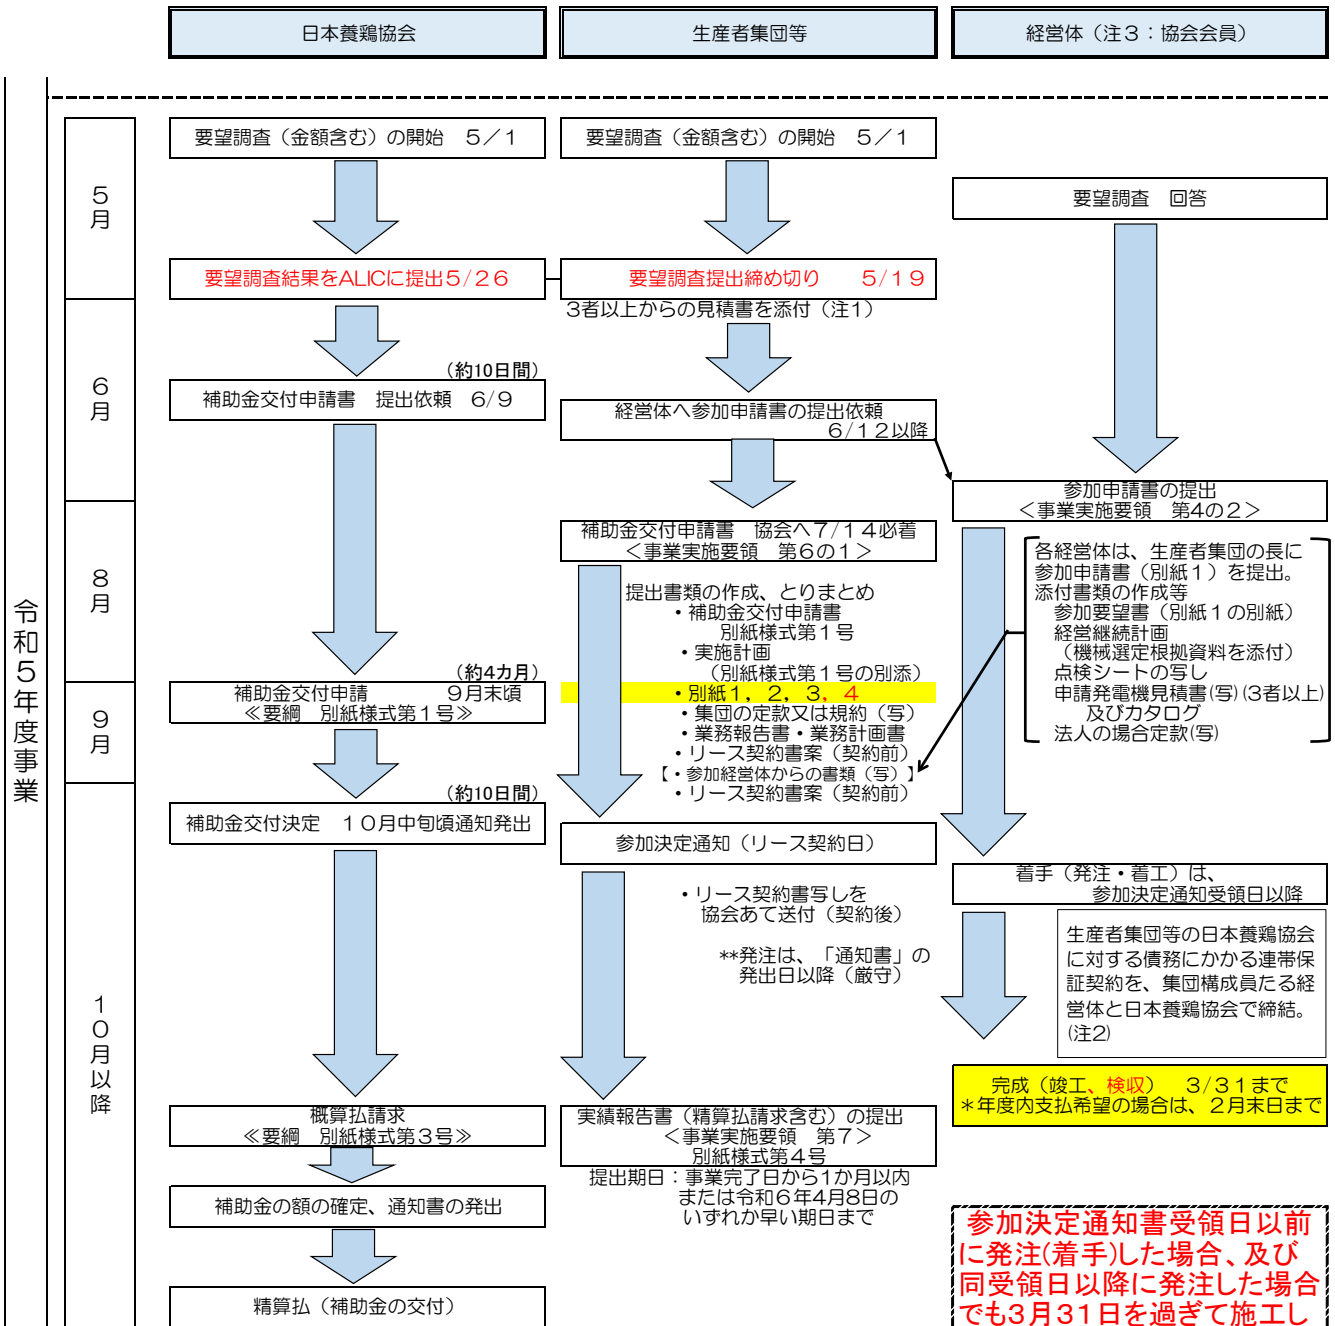 日本養鶏協会
生産者集団等
経営体（注３：協会会員）
令和５年度事業
５月
６月
８月
９月
１０月以降
要望調査（金額含む）の開始　５／１
要望調査結果をALICに提出５/２６
（約10日間）
補助金交付申請書　提出依頼　６/９
（約4カ月）
補助金交付申請　　　９月末頃
≪要綱　別紙様式第１号≫
（約10日間）
補助金交付決定　１０月中旬頃通知発出
概算払請求
≪要綱　別紙様式第３号≫
補助金の額の確定、通知書の発出
精算払（補助金の交付）
要望調査（金額含む）の開始　５／１
要望調査提出締め切り　　５/１９
３者以上からの見積書を添付（注1）
経営体へ参加申請書の提出依頼
６/１２以降
補助金交付申請書　協会へ７/１４必着
＜事業実施要領　第６の１＞
提出書類の作成、とりまとめ
・補助金交付申請書
別紙様式第１号
・実施計画
（別紙様式第１号の別添）
・別紙１，２，３，４
・集団の定款又は規約（写）
・業務報告書・業務計画書
・リース契約書案（契約前）
【・参加経営体からの書類（写）】
・リース契約書案（契約前）
参加決定通知（リース契約日）
・リース契約書写しを
協会あて送付（契約後）
**発注は、「通知書」の
発出日以降（厳守）
実績報告書（精算払請求含む）の提出
＜事業実施要領　第７＞
別紙様式第４号
提出期日：事業完了日から１か月以内
または令和６年４月８日の
いずれか早い期日まで
要望調査　回答
参加申請書の提出
＜事業実施要領　第4の２＞
各経営体は、生産者集団の長に
参加申請書（別紙１）を提出。
添付書類の作成等
参加要望書（別紙１の別紙）
経営継続計画
（機械選定根拠資料を添付）
点検シートの写し
申請発電機見積書(写)(３者以上)
及びカタログ
法人の場合定款(写)
着手（発注・着工）は、
参加決定通知受領日以降
生産者集団等の日本養鶏協会
に対する債務にかかる連帯保
証契約を、集団構成員たる経
営体と日本養鶏協会で締結。
(注2)
完成（竣工、検収）　３/３１まで
＊年度内支払希望の場合は、２月末日まで
参加決定通知書受領日以前
に発注(着手)した場合、及び
同受領日以降に発注した場合
でも3月31日を過ぎて施工し